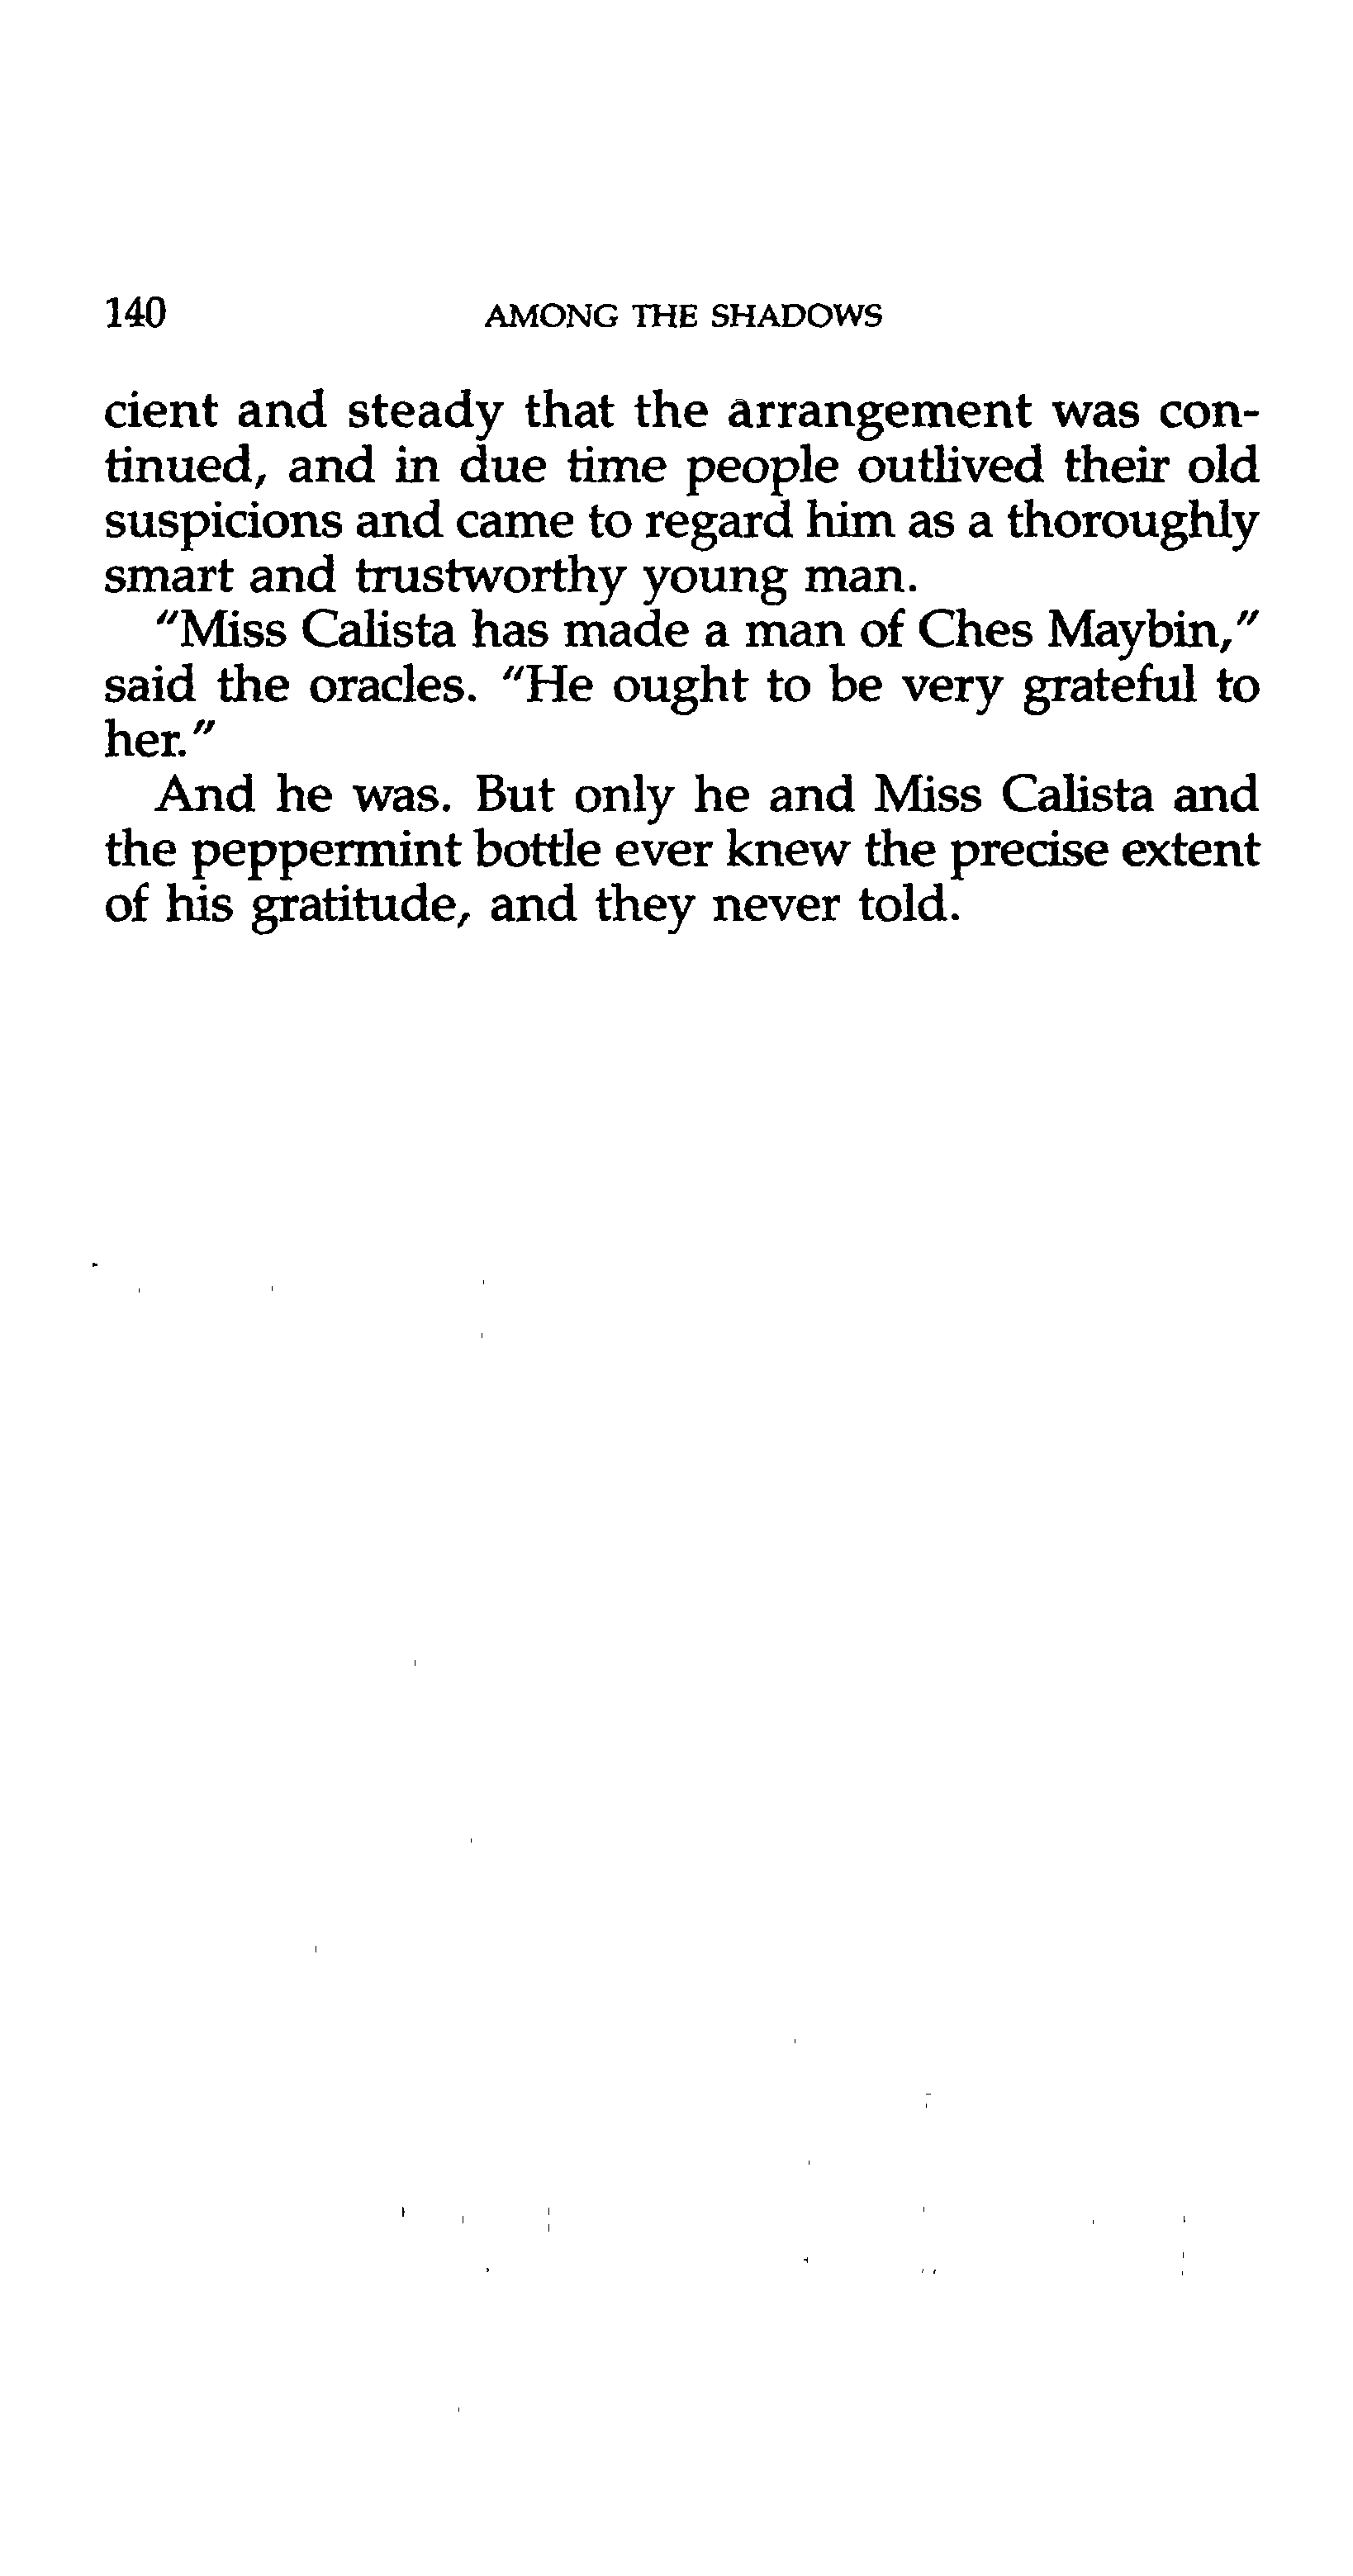 140 AMONG THE SHADOWS
cient and steady that the arrangement was con-
tinued, and in due time people outlived their old
suspicions and came to regard him as a thoroughly
smart and trustworthy young man.
"Miss Calista has made a man of Ches Maybin,"
said the oracles. "He ought to be very grateful to
her."
And he was. But only he and Miss Calista and
the peppermint bottle ever knew the precise extent
of his gratitude, and they never told.